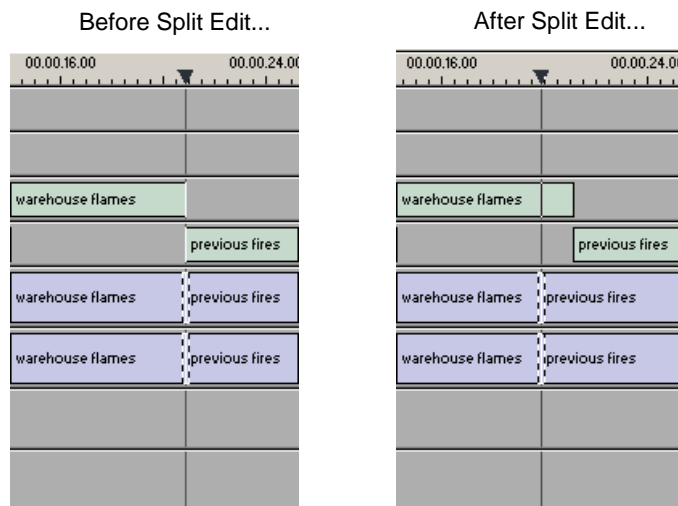 Before Split Edit...
00.00.16.00 00.00.24.00
warehouse flames
previous fires
warehouse flames previous fires
warehouse flames previous fires
After Split Edit...
00.00.16.00 00.00.24.0
warehouse flames
previous fires
warehouse flames previous fires
warehouse flames previous fires